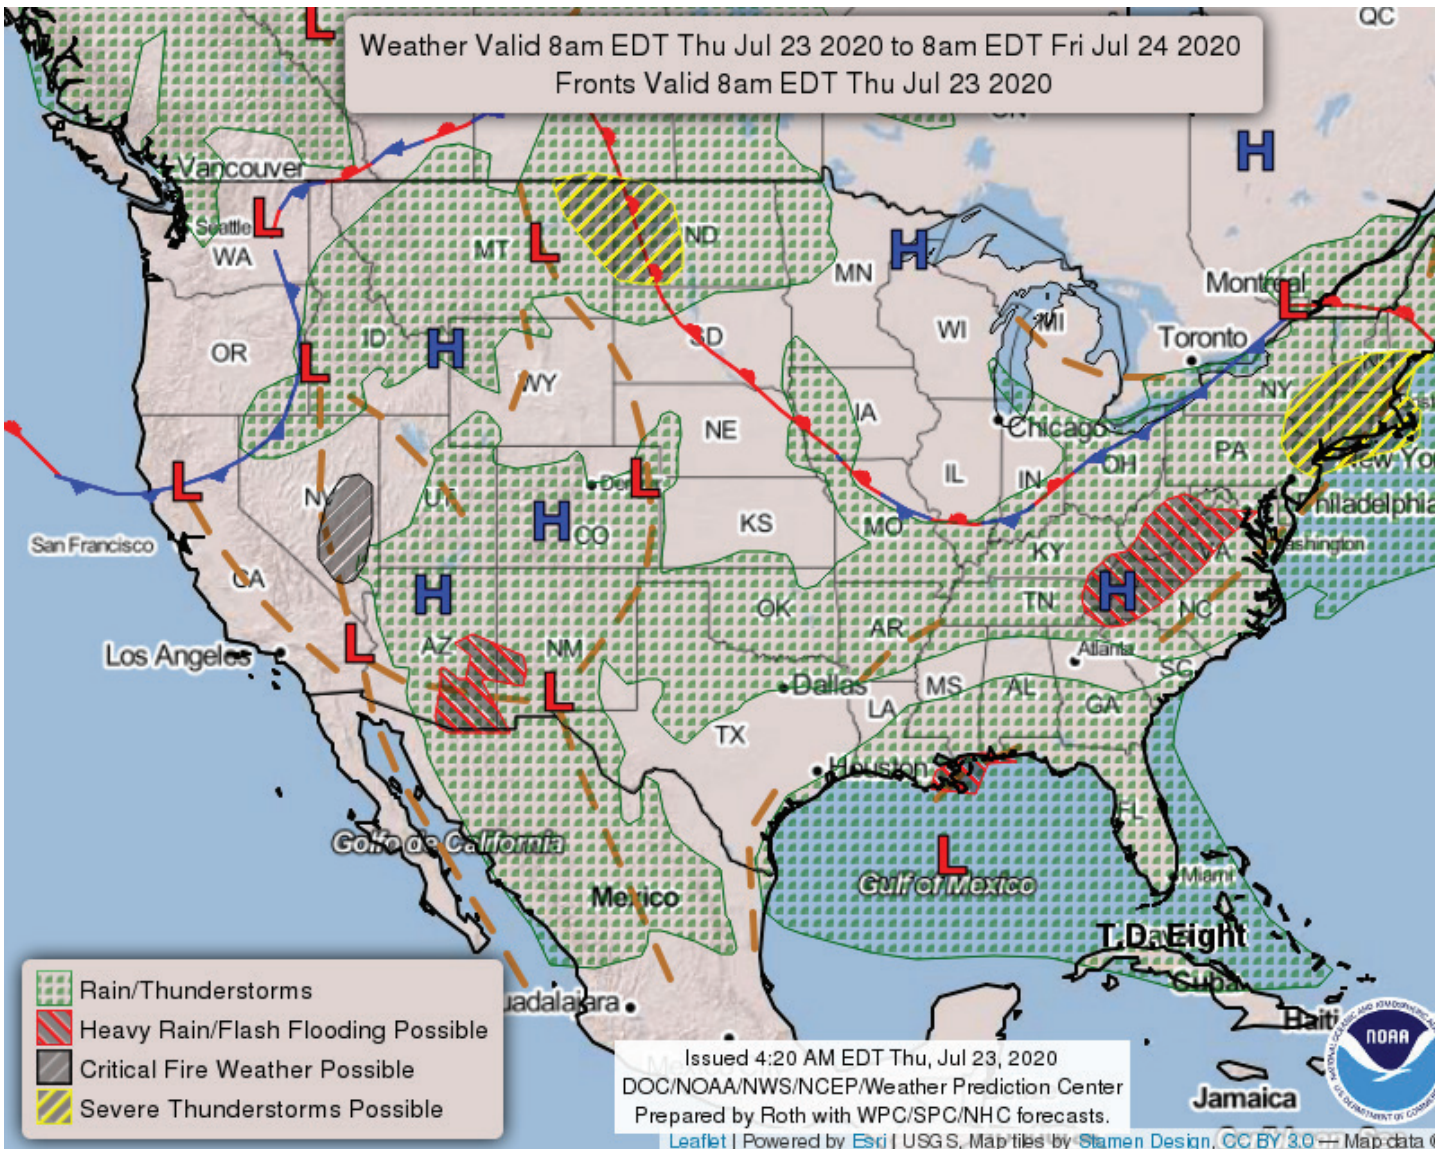 QC
Weather Valid 8am EDT Thu Jul 23 2020 to 8am EDT Fri Jul 24 2020
Fronts Valid 8am EDT Thu Jul 23 2020
L
H
Vancouver
L
Seattle
WA
MT
L
ND
H
MN
Montreal
L
OR
ID
H
SD
WI
MI
Toronto
L
WY
NY
IA
NE
Chicago
PA
OH
New Yor
L
NV
UT
Denver
L
IL
IN
Philadelphia
H
CO
KS
MO
San Francisco
KY
VA
ashington
CA
H
OK
TN
H
NC
AR
Los Angeles
L
AZ
NM
Atlanta
SC
L
Dallas
MS
AL
GA
LA
TX
Houston
FL
Golfo de California
L
Gulf of Mexico
Miami
Mexico
T.D. Eight
Cuba
Rain/Thunderstorms
Heavy Rain/Flash Flooding Possible
Critical Fire Weather Possible
Severe Thunderstorms Possible
uadalajara
Haiti
NOAA
Issued 4:20 AM EDT Thu, Jul 23, 2020
DOC/NOAA/NWS/NCEP/Weather Prediction Center
Prepared by Roth with WPC/SPC/NHC forecasts.
Jamaica
Leaflet | Powered by Esri | USGS, Map tiles by Stamen Design, CC BY 3.0 — Map data ©